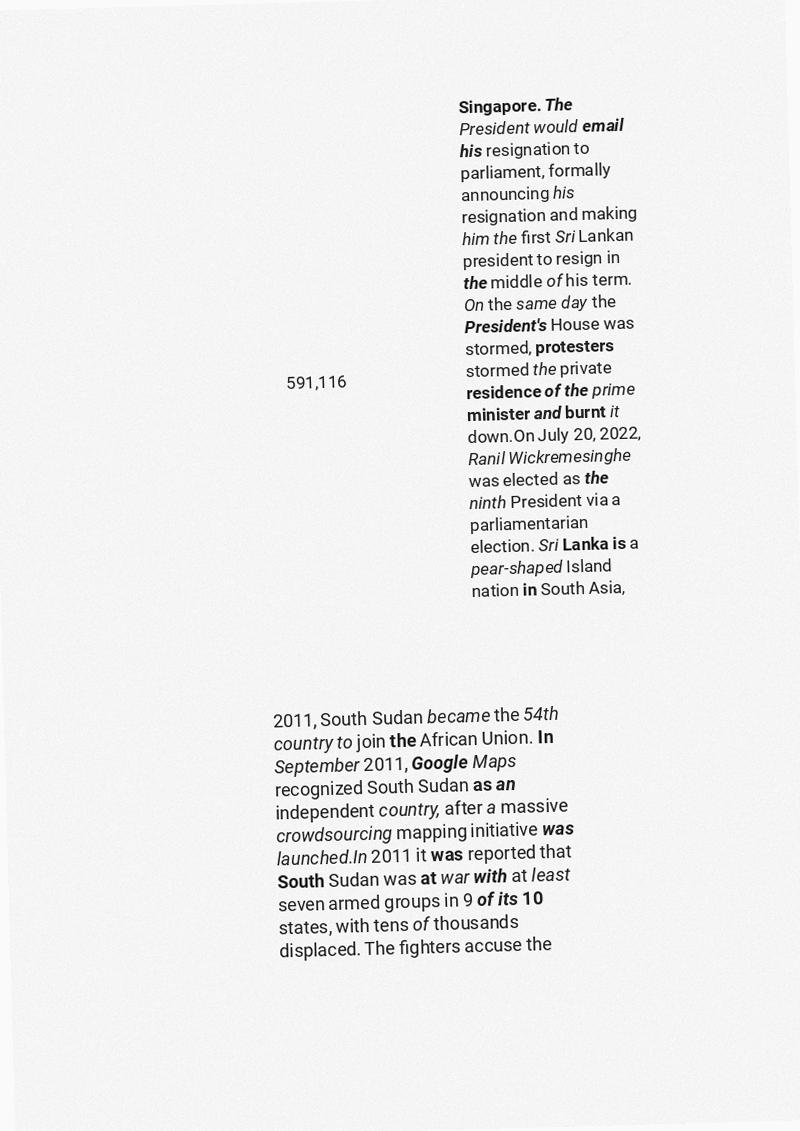 Singapore. The
President would email
his resignation to
parliament, formally
announcing his
resignation and making
him the first Sri Lankan
president to resign in
the middle of his term.
On the same day the
President's House was
stormed, protesters
stormed the private
residence of the prime
minister and burnt it
down.On July 20, 2022,
Ranil Wickremesinghe
was elected as the
ninth President via a
parliamentarian
election. Sri Lanka is a
pear-shaped Island
nation in South Asia,
591,116
2011, South Sudan became the 54th
country to join the African Union. In
September 2011, Google Maps
recognized South Sudan as an
independent country, after a massive
crowdsourcing mapping initiative was
launched.In 2011 it was reported that
South Sudan was at war with at least
seven armed groups in 9 of its 10
states, with tens of thousands
displaced. The fighters accuse the